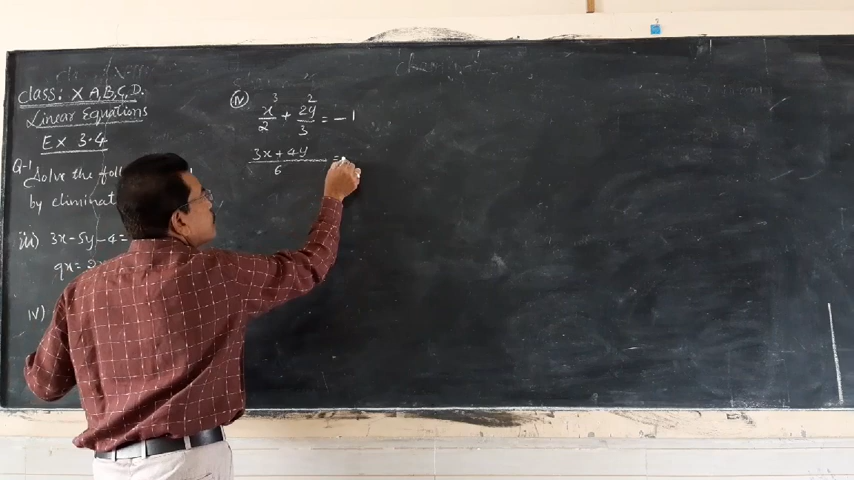 class: X A,B,C,D.
Linear Equations
Ex 3.4
Q-1 Solve the foll
by eliminat
iii) 3x-5y-4=
9x=2y
iv)
(iv) x/2 ³ + 2y/3 ² = -1
3x+4y/6 =